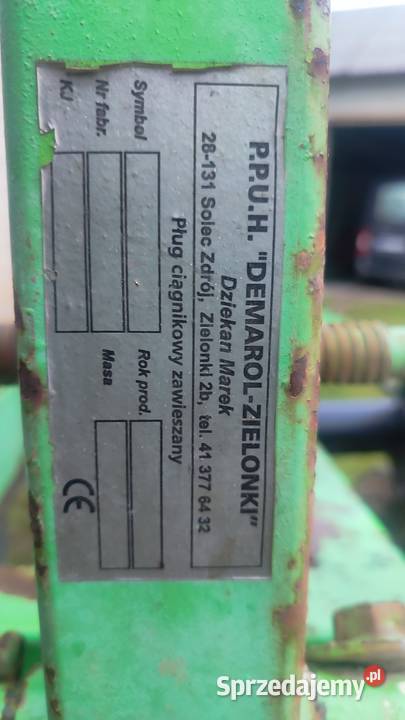 P.P.U.H. "DEMAROL-ZIELONKI"
Dziekan Marek
28-131 Solec Zdrój, Zielonki 2b, tel. 41 377 64 32
Pług ciągnikowy zawieszany
Symbol
Rok prod.
Nr fabr.
Masa
KJ
CE
Sprzedajemy.pl